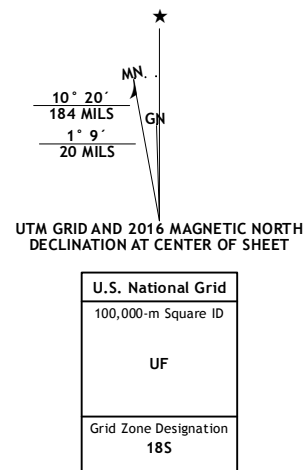 MN
GN
10° 20´
184 MILS
1° 9´
20 MILS
UTM GRID AND 2016 MAGNETIC NORTH
DECLINATION AT CENTER OF SHEET
U.S. National Grid
100,000-m Square ID
UF
Grid Zone Designation
18S